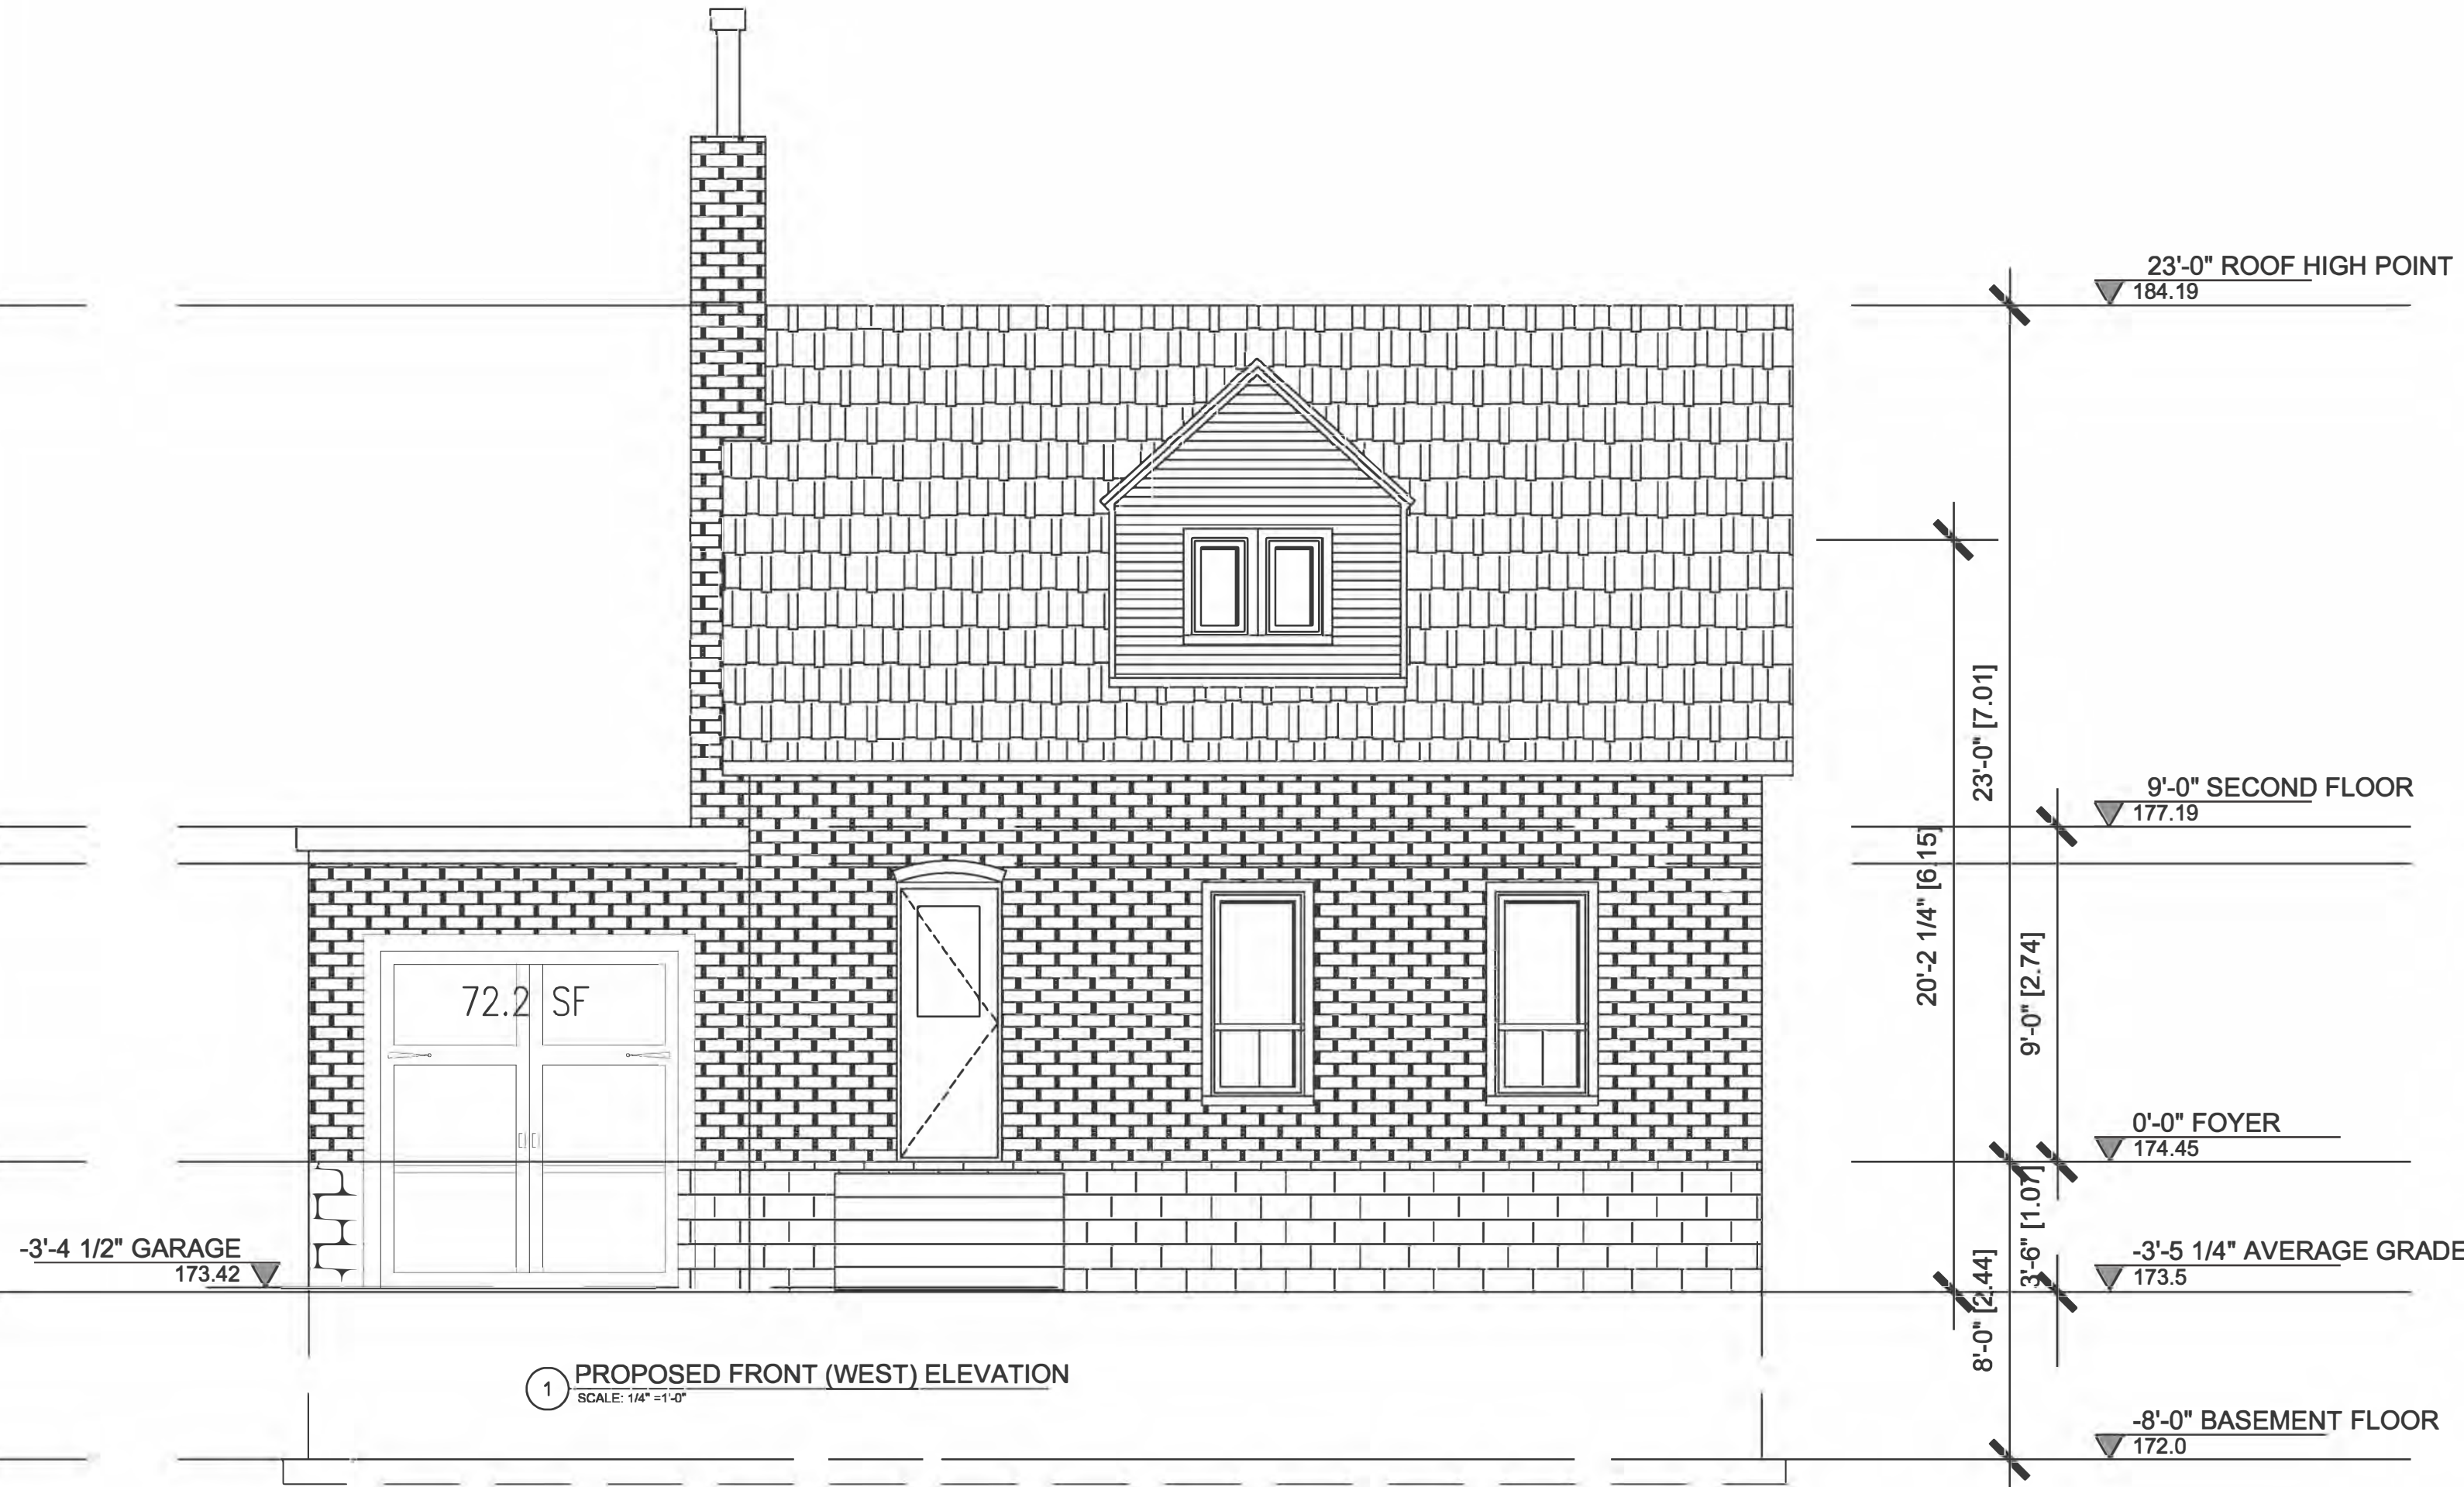 23'-0" ROOF HIGH POINT
184.19
23'-0" [7.01]
9'-0" SECOND FLOOR
177.19
20'-2 1/4" [6.15]
9'-0" [2.74]
72.2 SF
0'-0" FOYER
174.45
3'-6" [1.07]
-3'-4 1/2" GARAGE
173.42
-3'-5 1/4" AVERAGE GRADE
173.5
8'-0" [2.44]
1 PROPOSED FRONT (WEST) ELEVATION
SCALE: 1/4" =1'-0"
-8'-0" BASEMENT FLOOR
172.0